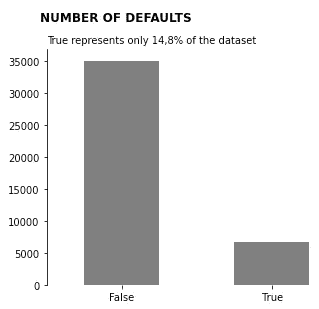 NUMBER OF DEFAULTS
True represents only 14,8% of the dataset
35000
30000
25000
20000
15000
10000
5000
0
False True